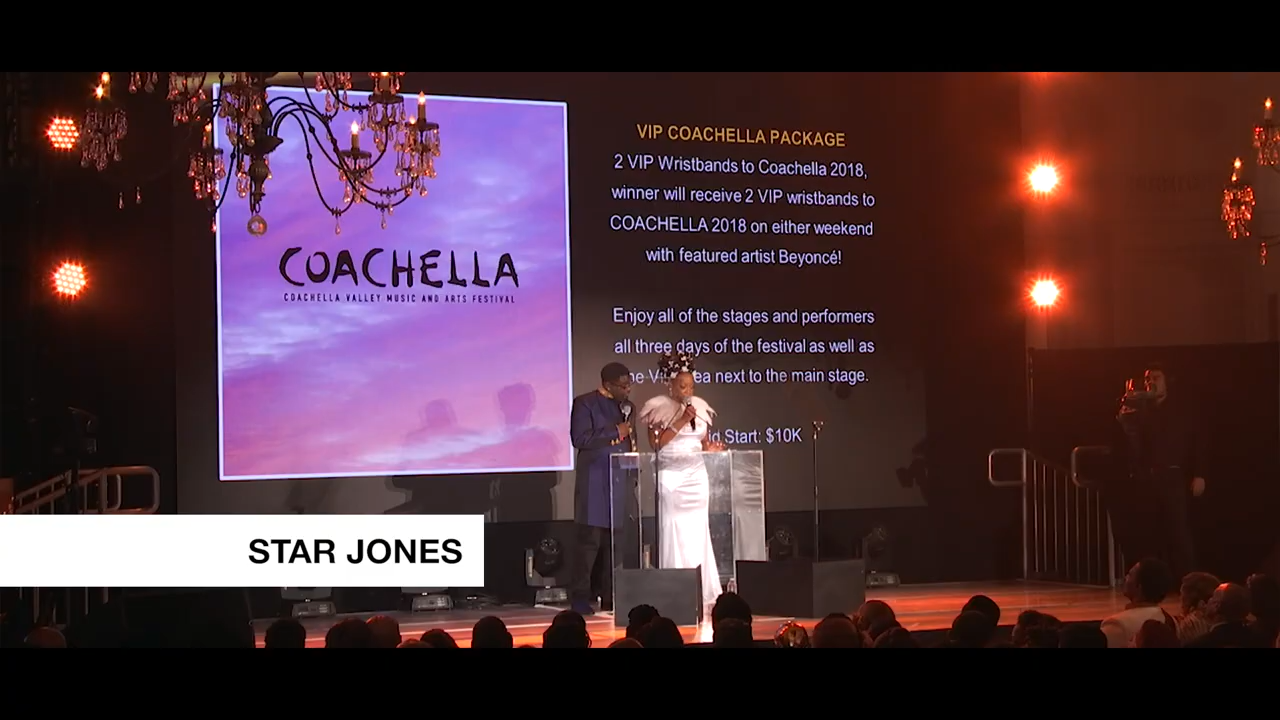 COACHELLA
COACHELLA VALLEY MUSIC AND ARTS FESTIVAL
VIP COACHELLA PACKAGE
2 VIP Wristbands to Coachella 2018,
winner will receive 2 VIP wristbands to
COACHELLA 2018 on either weekend
with featured artist Beyoncé!
Enjoy all of the stages and performers
all three days of the festival as well as
next to the main stage.
Start: $10K
STAR JONES